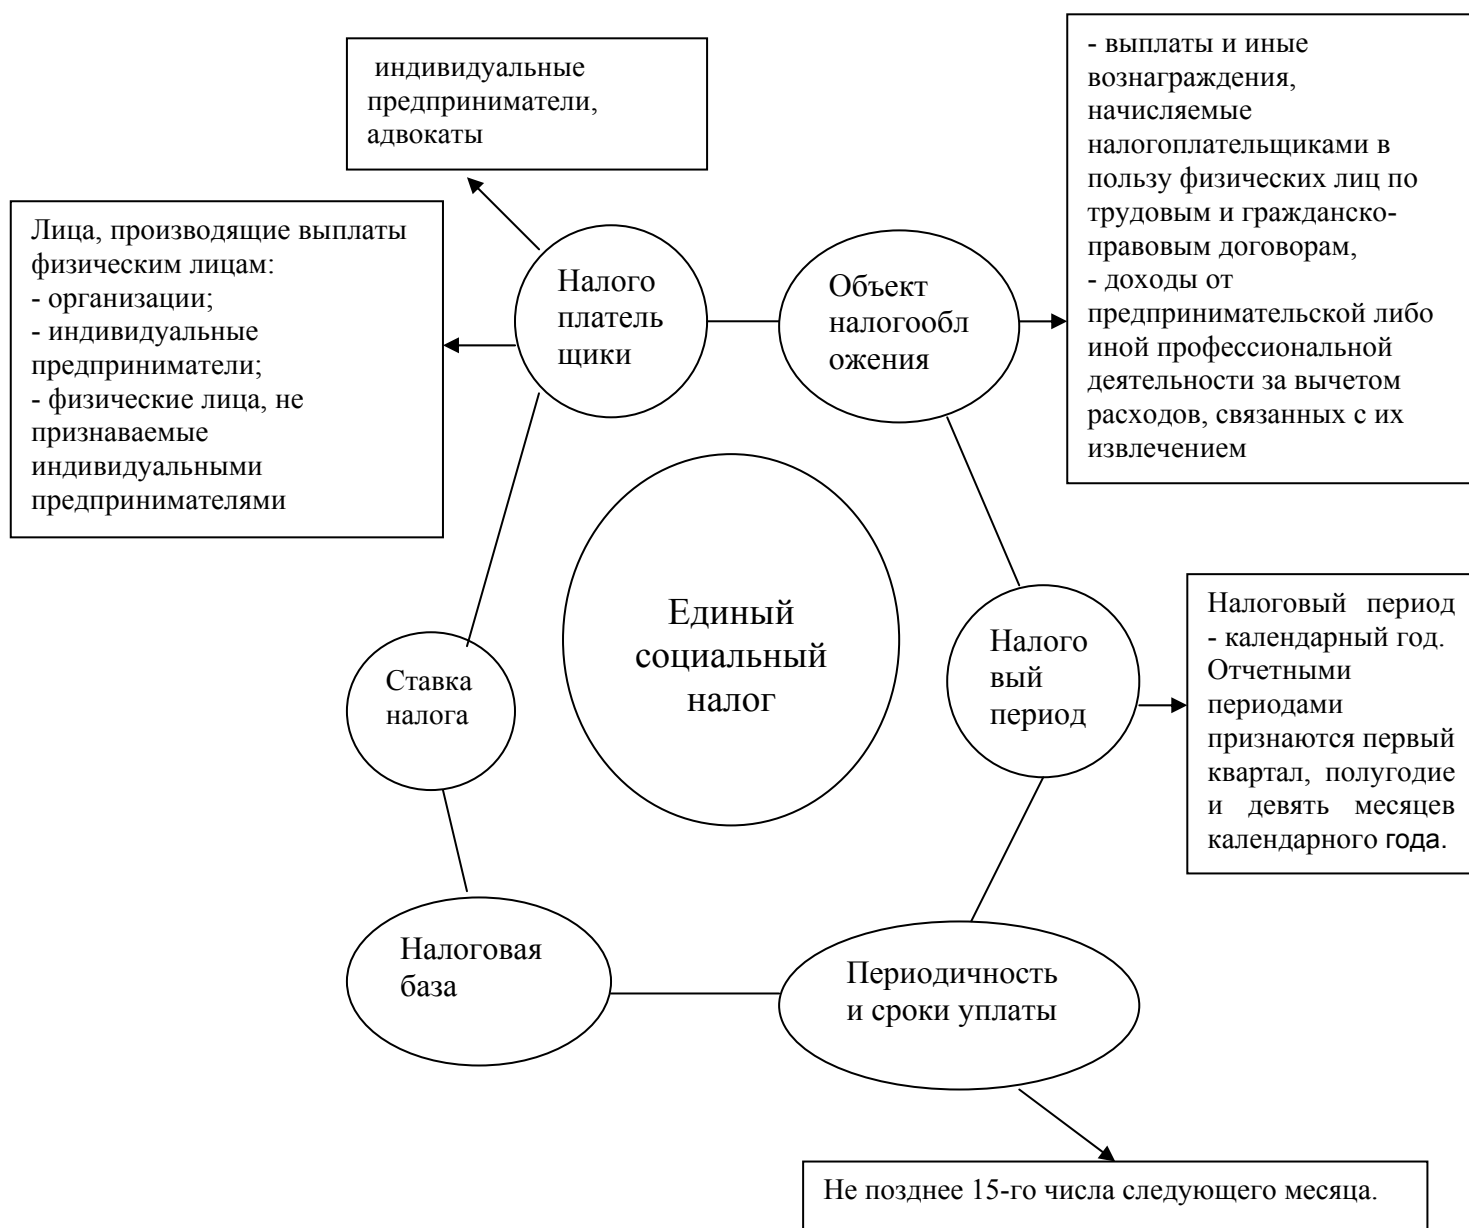 индивидуальные
предприниматели,
адвокаты
- выплаты и иные
вознаграждения,
начисляемые
налогоплательщиками в
пользу физических лиц по
трудовым и гражданско-
правовым договорам,
- доходы от
предпринимательской либо
иной профессиональной
деятельности за вычетом
расходов, связанных с их
извлечением
Лица, производящие выплаты
физическим лицам:
- организации;
- индивидуальные
предприниматели;
- физические лица, не
признаваемые
индивидуальными
предпринимателями
Налого
платель
щики
Объект
налогообл
ожения
Единый
социальный
налог
Налого
вый
период
Налоговый период
- календарный год.
Отчетными
периодами
признаются первый
квартал, полугодие
и девять месяцев
календарного года.
Ставка
налога
Налоговая
база
Периодичность
и сроки уплаты
Не позднее 15-го числа следующего месяца.